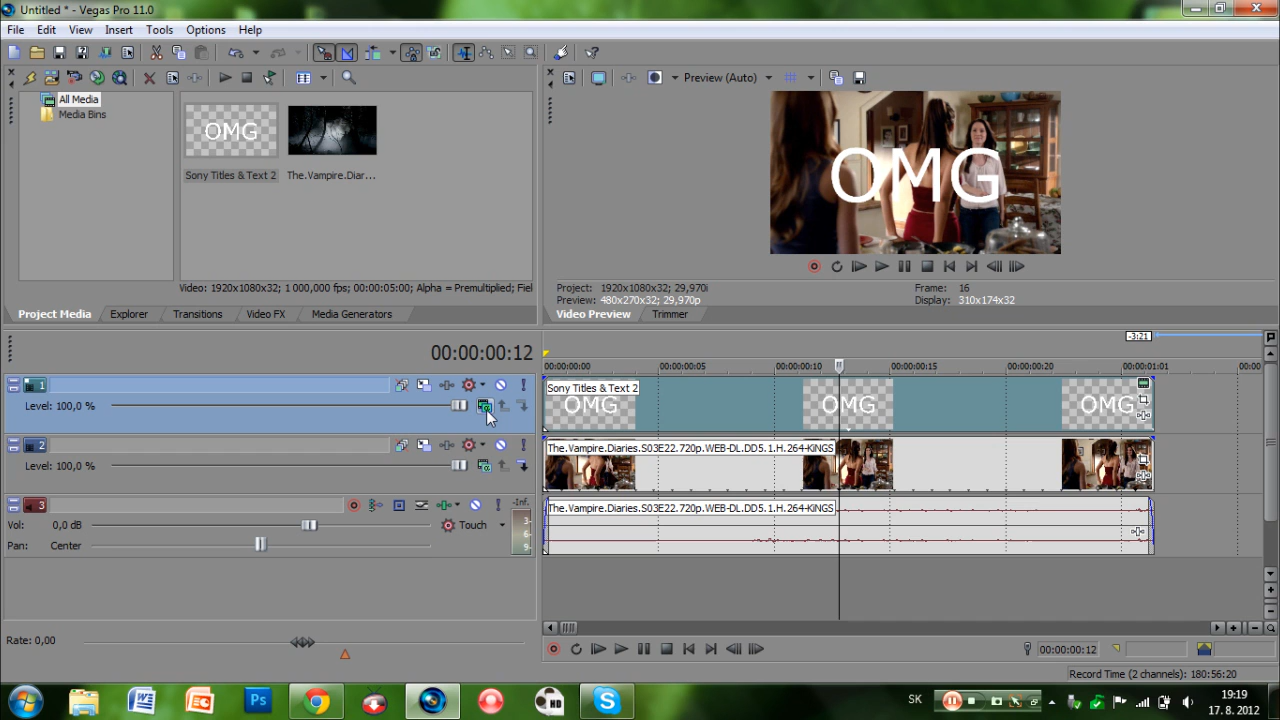 Untitled * - Vegas Pro 11.0
File Edit View Insert Tools Options Help
Preview (Auto)
All Media
Media Bins
OMG
Sony Titles & Text 2
The.Vampire.Diar...
OMG
Video: 1920x1080x32; 1 000,000 fps; 00:00:05:00; Alpha = Premultiplied; Fiel
Project Media Explorer Transitions Video FX Media Generators
Project: 1920x1080x32; 29,970i
Preview: 480x270x32; 29,970p
Frame: 16
Display: 310x174x32
Video Preview Trimmer
-3:21
00:00:00:12
00:00:00:00 00:00:00:05 00:00:00:10 00:00:00:15 00:00:00:20 00:00:01:01 00:00
1
Level: 100,0 %
Sony Titles & Text 2
OMG OMG OMG
2
Level: 100,0 %
The.Vampire.Diaries.S03E22.720p.WEB-DL.DD5.1.H.264-KiNGS
3
Vol: 0,0 dB
Touch
Pan: Center
-Inf.
3
6
9
The.Vampire.Diaries.S03E22.720p.WEB-DL.DD5.1.H.264-KiNGS
Rate: 0,00
00:00:00:12
Record Time (2 channels): 180:56:20
Ps
HD
SK
19:19
17. 8. 2012